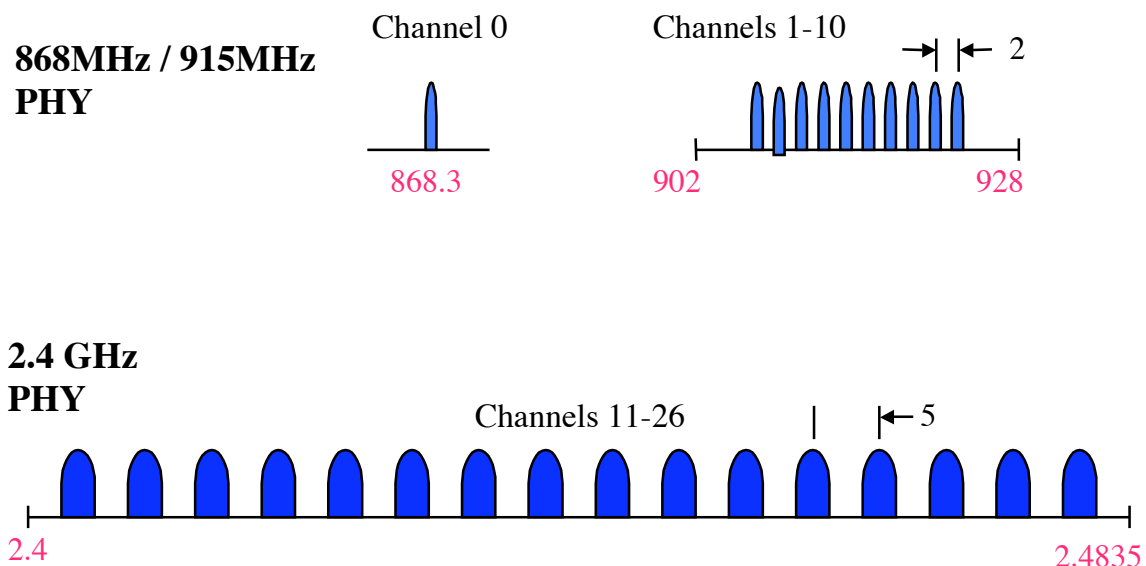 Channel 0
Channels 1-10
868MHz / 915MHz
PHY
2
868.3
902
928
2.4 GHz
PHY
Channels 11-26
5
2.4
2.4835